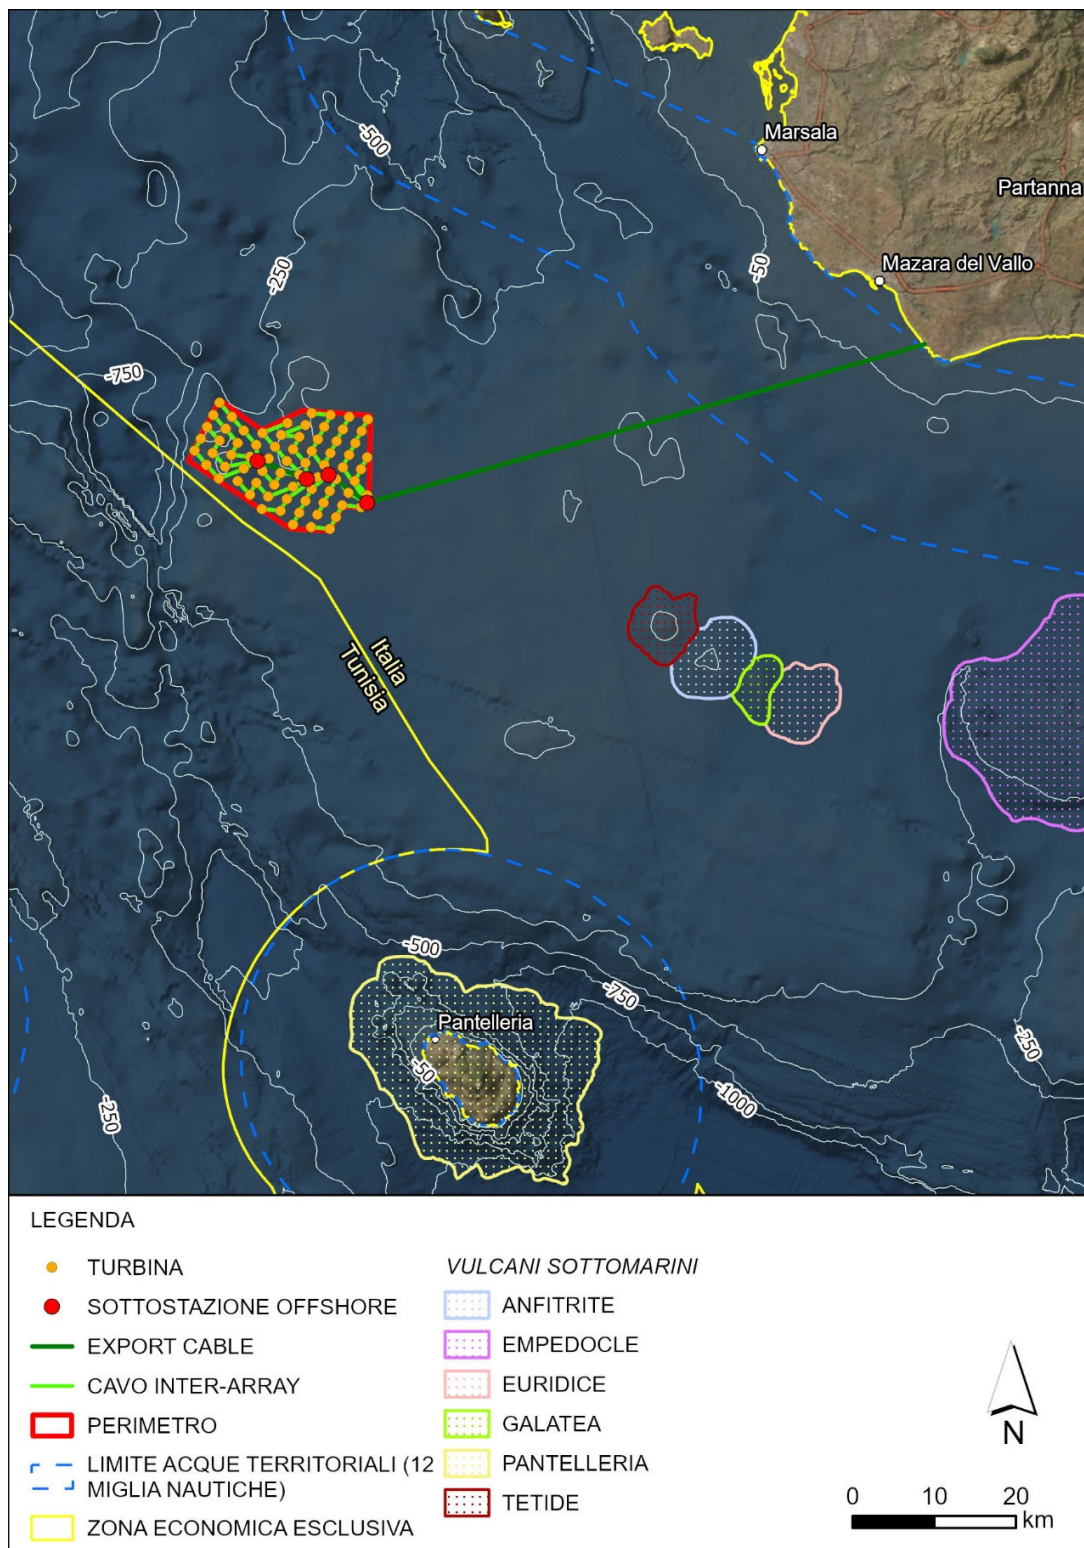 -500
Marsala
Partanna
-250
-50
Mazara del Vallo
-750
Italia
Tunisia
-500
-750
Pantelleria
-250
-50
-1000
-250
LEGENDA
TURBINA
SOTTOSTAZIONE OFFSHORE
EXPORT CABLE
CAVO INTER-ARRAY
PERIMETRO
LIMITE ACQUE TERRITORIALI (12
MIGLIA NAUTICHE)
ZONA ECONOMICA ESCLUSIVA
VULCANI SOTTOMARINI
ANFITRITE
EMPEDOCLE
EURIDICE
GALATEA
PANTELLERIA
TETIDE
N
0 10 20
km